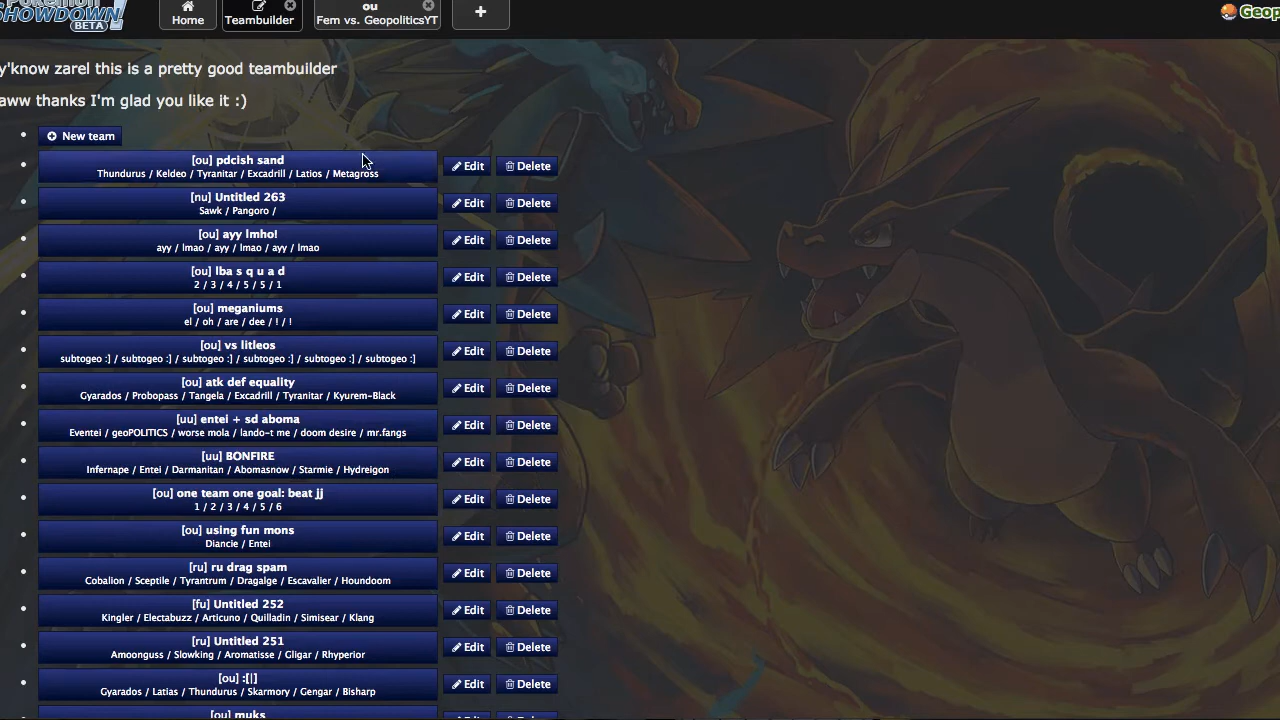 SHOWDOWN!
BETA
Home
Teambuilder
ou
Fem vs. GeopoliticsYT
Geop
y'know zarel this is a pretty good teambuilder
aww thanks I'm glad you like it :)
New team
[ou] pdcish sand
Thundurus / Keldeo / Tyranitar / Excadrill / Latios / Metagross
Edit Delete
[nu] Untitled 263
Sawk / Pangoro /
Edit Delete
[ou] ayy lmho!
ayy / lmao / ayy / lmao / ayy / lmao
Edit Delete
[ou] lba s q u a d
2 / 3 / 4 / 5 / 5 / 1
Edit Delete
[ou] meganiums
el / oh / are / dee / ! / !
Edit Delete
[ou] vs litleos
subtogeo :] / subtogeo :] / subtogeo :] / subtogeo :] / subtogeo :] / subtogeo :]
Edit Delete
[ou] atk def equality
Gyarados / Probopass / Tangela / Excadrill / Tyranitar / Kyurem-Black
Edit Delete
[uu] entei + sd aboma
Eventei / geoPOLITICS / worse mola / lando-t me / doom desire / mr.fangs
Edit Delete
[uu] BONFIRE
Infernape / Entei / Darmanitan / Abomasnow / Starmie / Hydreigon
Edit Delete
[ou] one team one goal: beat jj
1 / 2 / 3 / 4 / 5 / 6
Edit Delete
[ou] using fun mons
Diancie / Entei
Edit Delete
[ru] ru drag spam
Cobalion / Sceptile / Tyrantrum / Dragalge / Escavalier / Houndoom
Edit Delete
[fu] Untitled 252
Kingler / Electabuzz / Articuno / Quilladin / Simisear / Klang
Edit Delete
[ru] Untitled 251
Amoonguss / Slowking / Aromatisse / Gligar / Rhyperior
Edit Delete
[ou] :[|]
Gyarados / Latias / Thundurus / Skarmory / Gengar / Bisharp
Edit Delete
[ou] muks